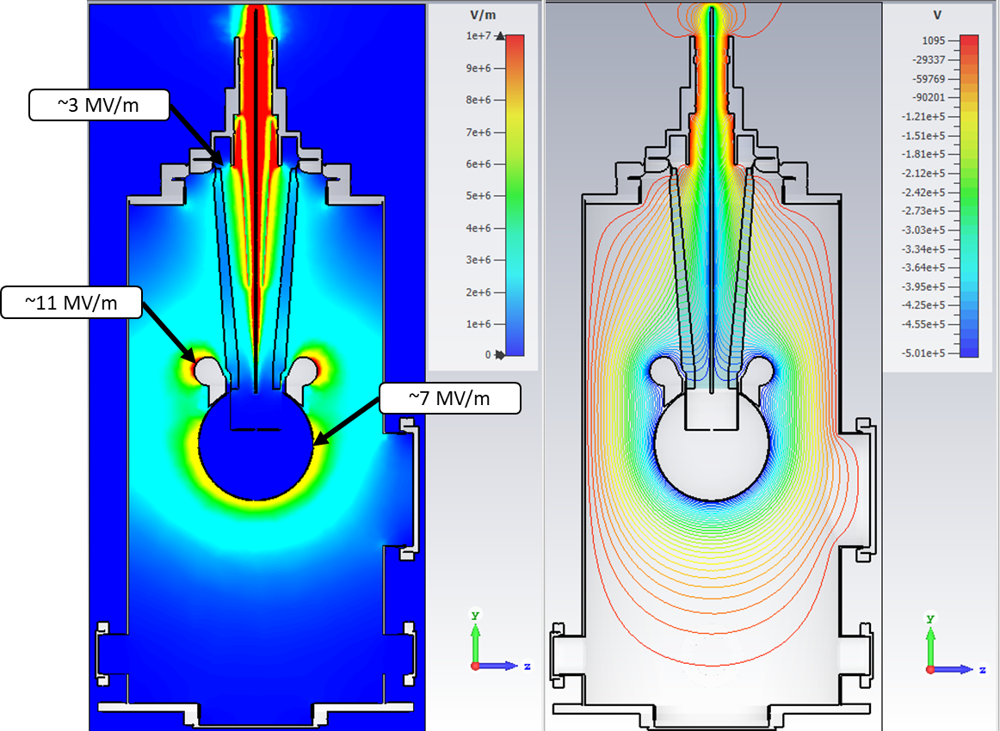 V/m
1e+7
9e+6
8e+6
7e+6
6e+6
5e+6
4e+6
3e+6
2e+6
1e+6
0
~3 MV/m
~11 MV/m
~7 MV/m
y
z
V
1095
-29337
-59769
-90201
-1.21e+5
-1.51e+5
-1.81e+5
-2.12e+5
-2.42e+5
-2.73e+5
-3.03e+5
-3.34e+5
-3.64e+5
-3.95e+5
-4.25e+5
-4.55e+5
-5.01e+5
y
z